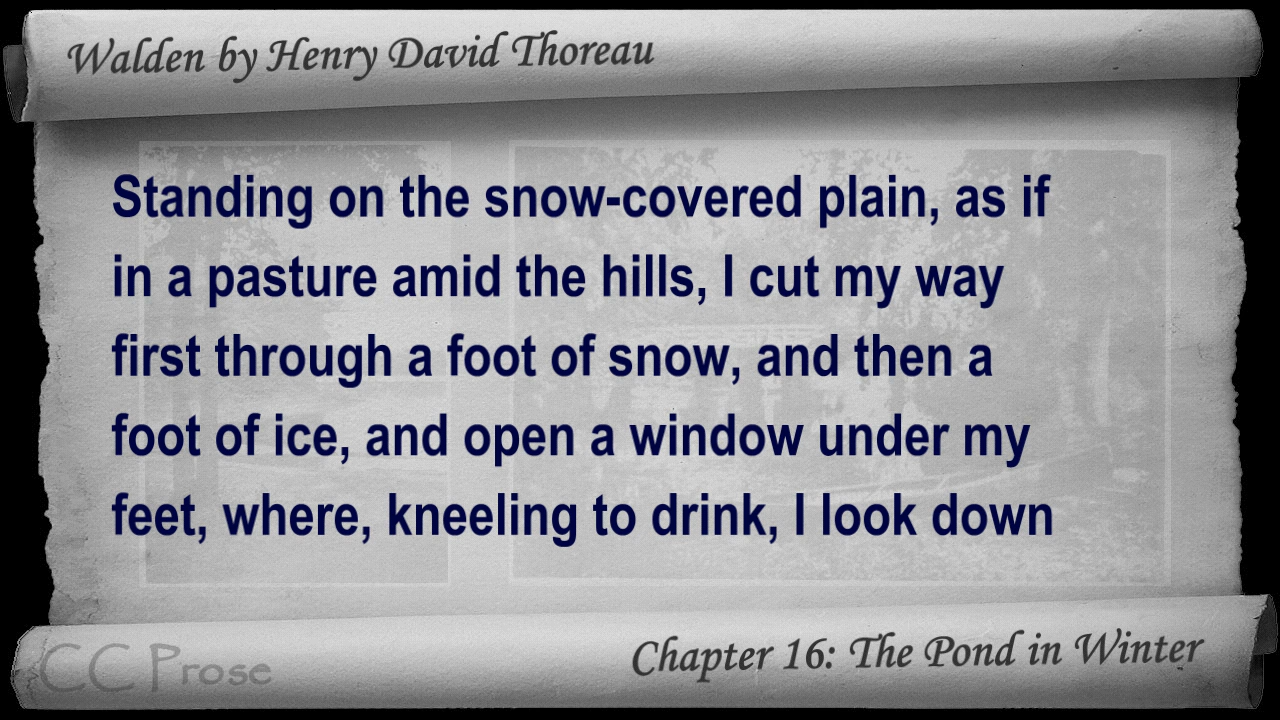 Walden by Henry David Thoreau
Standing on the snow-covered plain, as if
in a pasture amid the hills, I cut my way
first through a foot of snow, and then a
foot of ice, and open a window under my
feet, where, kneeling to drink, I look down
Chapter 16: The Pond in Winter
CC Prose